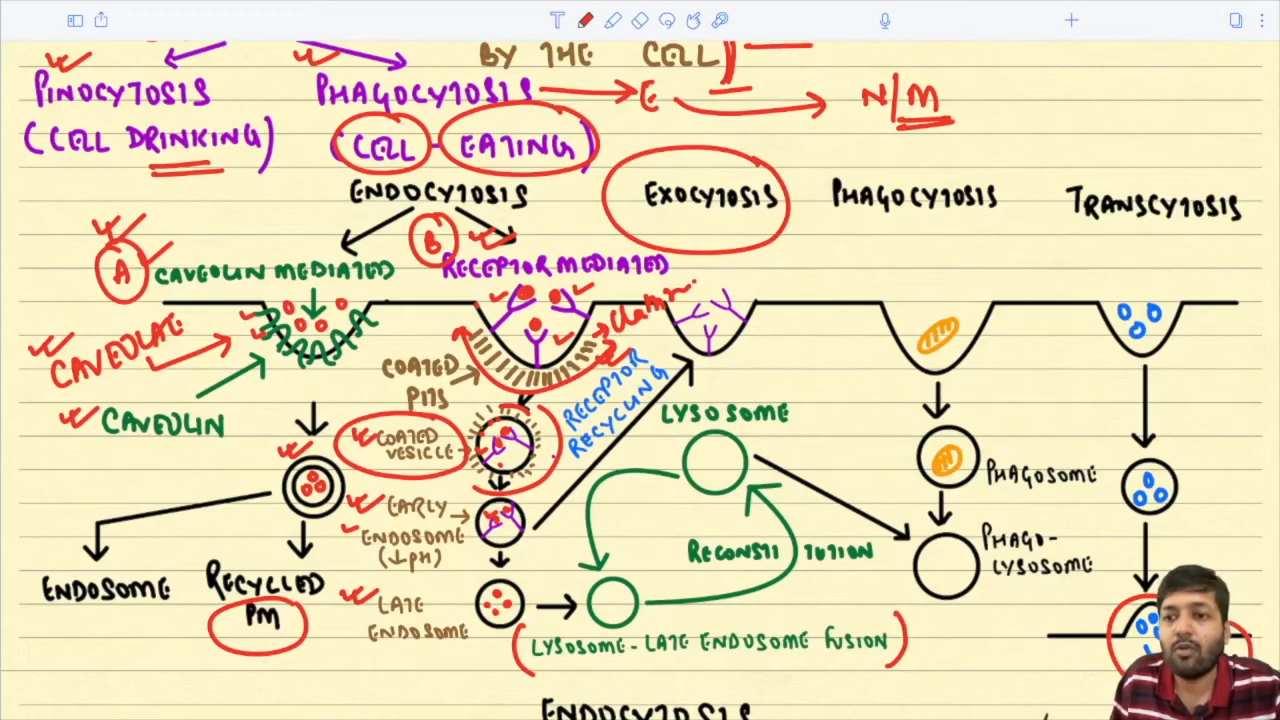 BY THE CELL
PINOCYTOSIS
PHAGOCYTOSIS
E
N/M
(CELL DRINKING)
(CELL - EATING)
ENDOCYTOSIS
EXOCYTOSIS
PHAGOCYTOSIS
TRANSCYTOSIS
A
B
CAVEOLIN MEDIATED
RECEPTOR MEDIATED
CAVEOLAE
CAVEOLIN
COATED
PITS
RECEPTOR
RECYCLING
LYSOSOME
COATED
VESICLE
PHAGOSOME
EARLY
ENDOSOME
(↓PH)
RECONSTITUTION
PHAGO-
LYSOSOME
ENDOSOME
RECYCLED
PM
LATE
ENDOSOME
(LYSOSOME - LATE ENDOSOME FUSION)
ENDOCYTOSIS